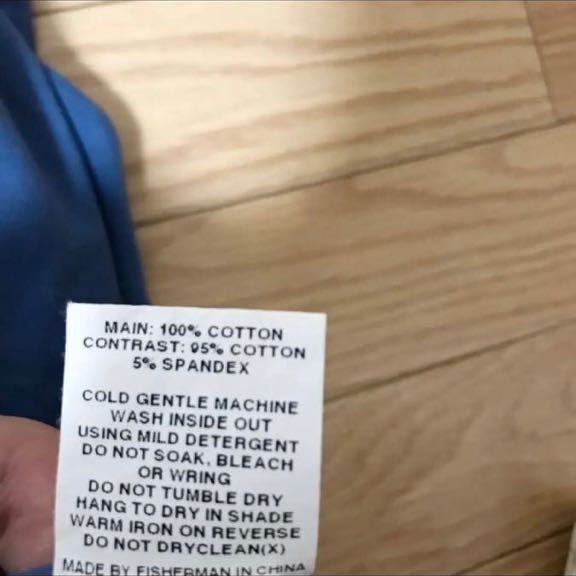 MAIN: 100% COTTON
CONTRAST: 95% COTTON
5% SPANDEX
COLD GENTLE MACHINE
WASH INSIDE OUT
USING MILD DETERGENT
DO NOT SOAK, BLEACH
OR WRING
DO NOT TUMBLE DRY
HANG TO DRY IN SHADE
WARM IRON ON REVERSE
DO NOT DRYCLEAN(X)
MADE BY FISHERMAN IN CHINA